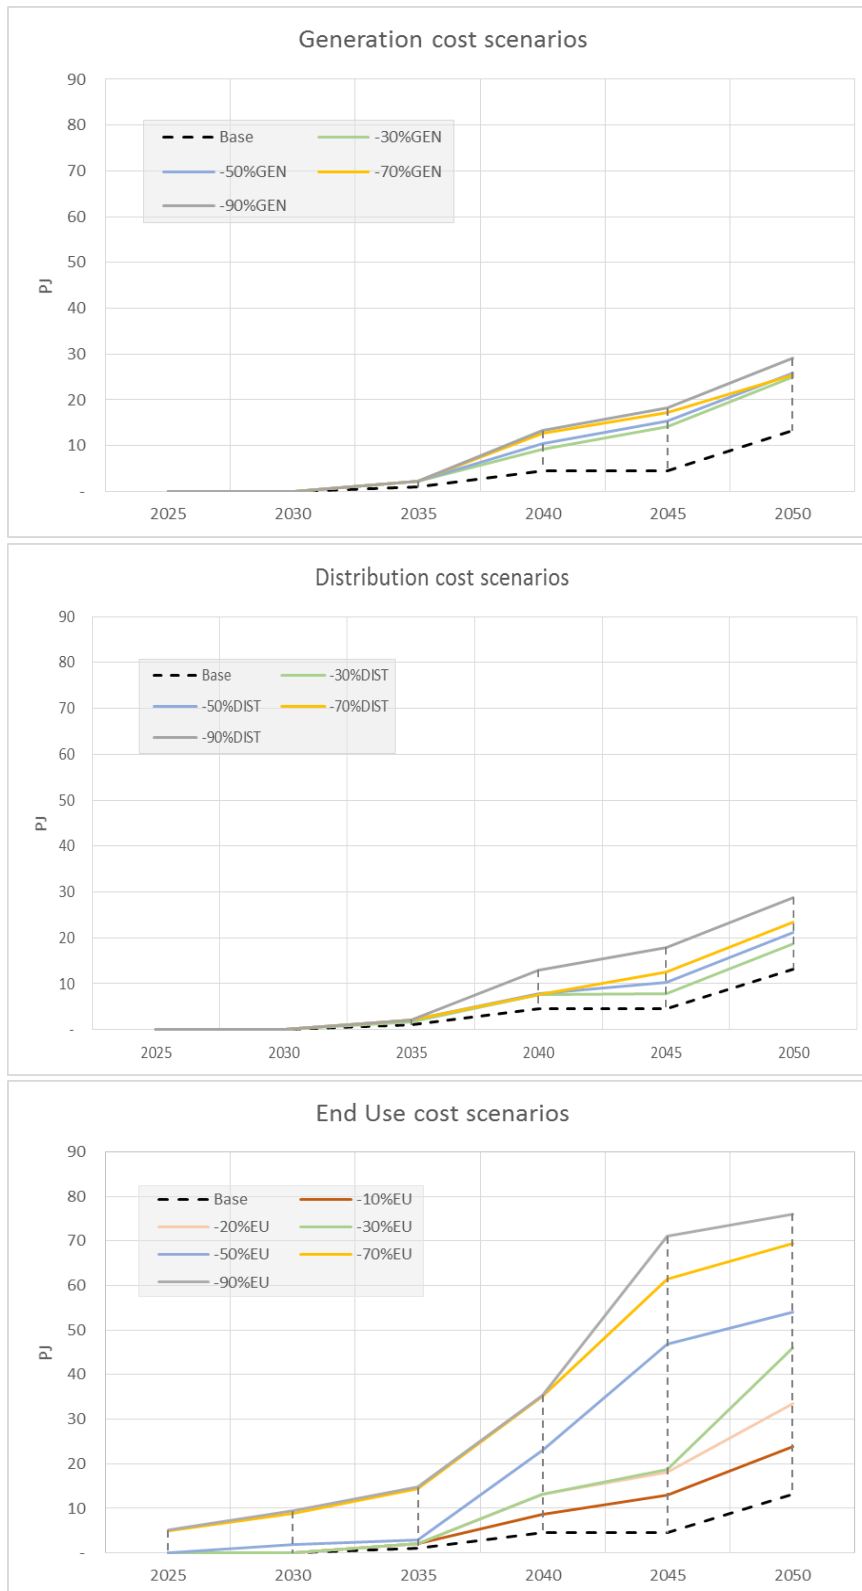 Generation cost scenarios
90
80
Base -30%GEN
70
-50%GEN -70%GEN
60
-90%GEN
50
PJ
40
30
20
10
-
2025 2030 2035 2040 2045 2050
Distribution cost scenarios
90
80
Base -30%DIST
70
-50%DIST -70%DIST
-90%DIST
60
50
PJ
40
30
20
10
-
2025 2030 2035 2040 2045 2050
End Use cost scenarios
90
80
Base -10%EU
-20%EU -30%EU
70
-50%EU -70%EU
-90%EU
60
50
PJ
40
30
20
10
-
2025 2030 2035 2040 2045 2050